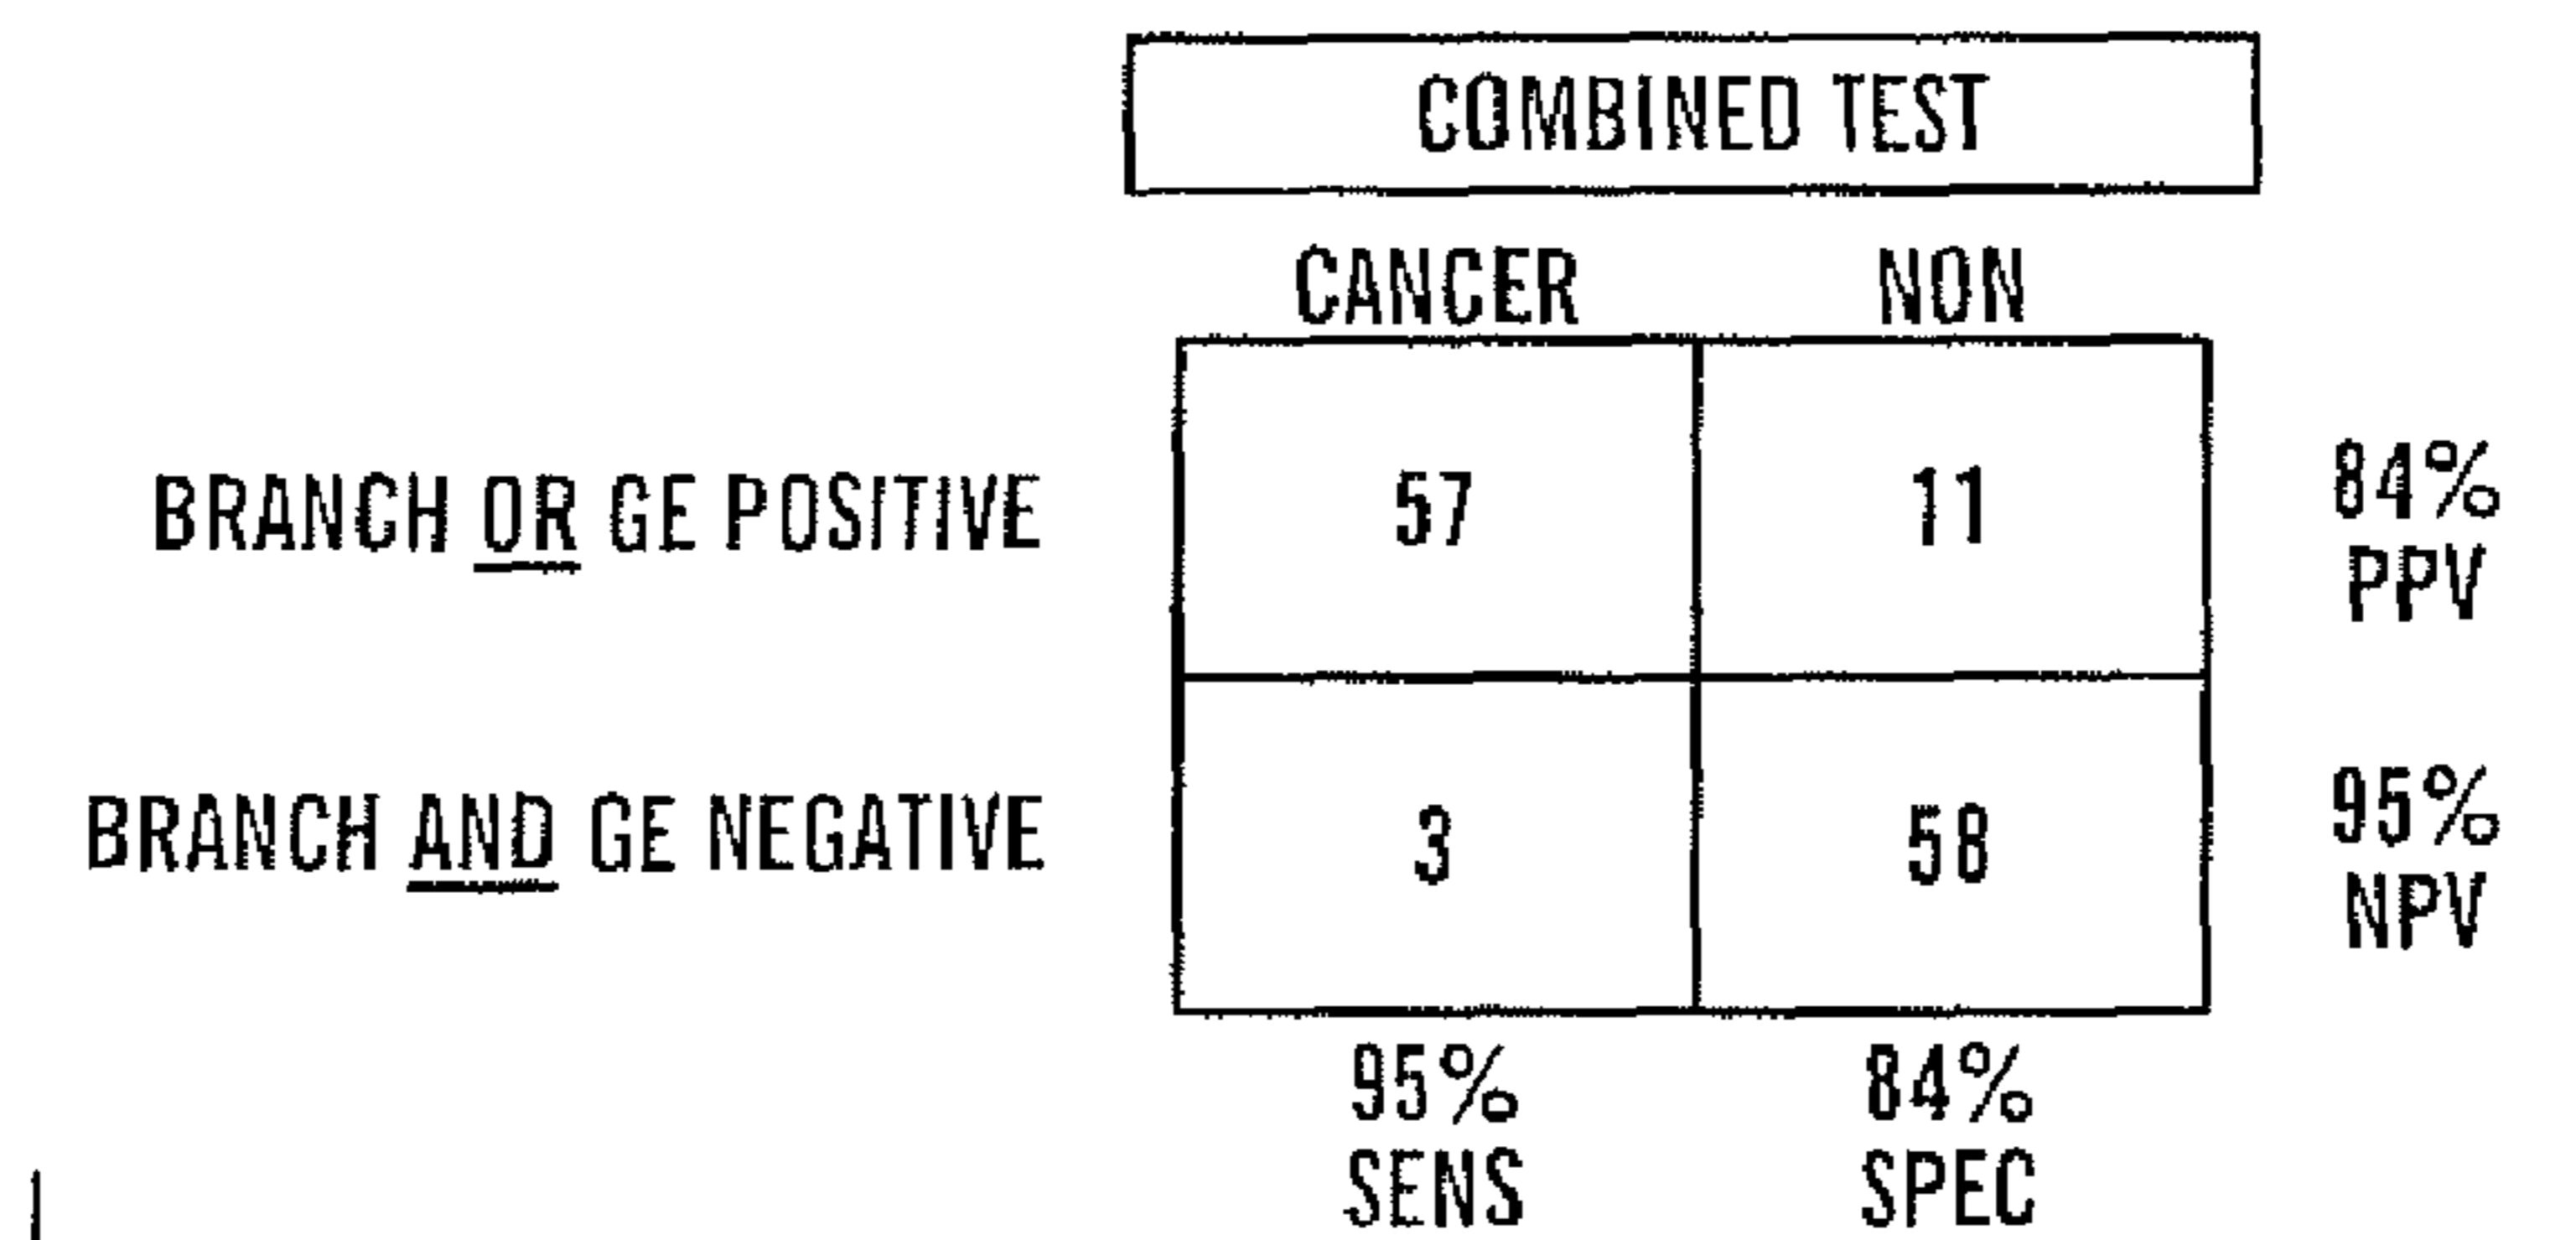 COMBINED TEST
CANCER NON
BRANCH OR GE POSITIVE 57 11 84% PPV
BRANCH AND GE NEGATIVE 3 58 95% NPV
95% 84%
SENS SPEC